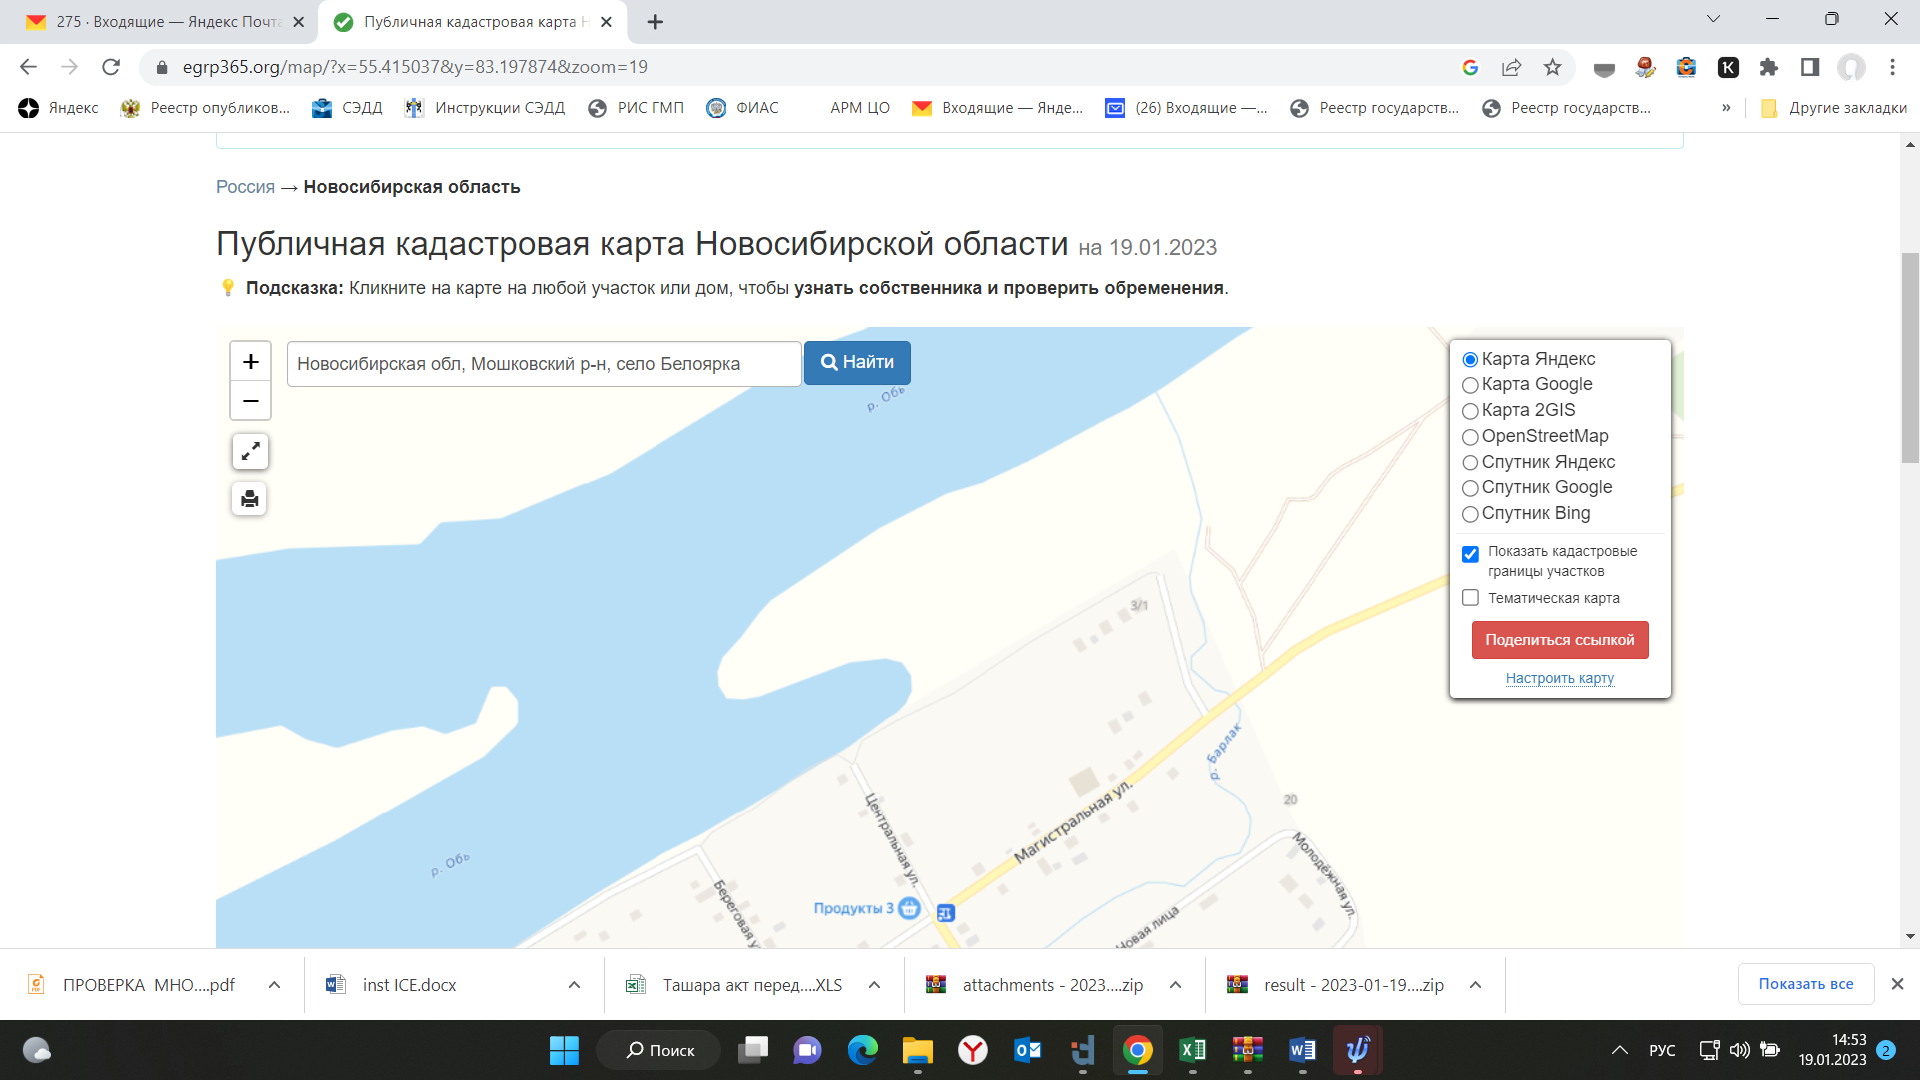 275 · Входящие — Яндекс Почта
Публичная кадастровая карта Н
egrp365.org/map/?x=55.415037&y=83.197874&zoom=19
Яндекс
Реестр опубликов...
СЭДД
Инструкции СЭДД
РИС ГМП
ФИАС
АРМ ЦО
Входящие — Янде...
(26) Входящие —...
Реестр государств...
Реестр государств...
»
Другие закладки
Россия → Новосибирская область
Публичная кадастровая карта Новосибирской области на 19.01.2023
Подсказка: Кликните на карте на любой участок или дом, чтобы узнать собственника и проверить обременения.
+
−
Новосибирская обл, Мошковский р-н, село Белоярка
Найти
Карта Яндекс
Карта Google
Карта 2GIS
OpenStreetMap
Спутник Яндекс
Спутник Google
Спутник Bing
Показать кадастровые
границы участков
Тематическая карта
Поделиться ссылкой
Настроить карту
р. Обь
3/1
р. Барлак
20
Магистральная ул.
Центральная ул.
Молодёжная ул.
р. Обь
Береговая у
Продукты 3
Новая лица
ПРОВЕРКА МНО....pdf
inst ICE.docx
Ташара акт перед....XLS
attachments - 2023....zip
result - 2023-01-19....zip
Показать все
Поиск
РУС
14:53
19.01.2023
2